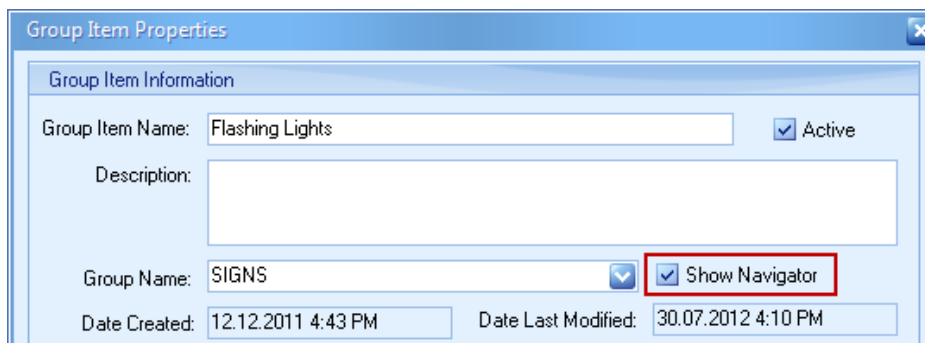 Group Item Properties
Group Item Information
Group Item Name: Flashing Lights Active
Description:
Group Name: SIGNS Show Navigator
Date Created: 12.12.2011 4:43 PM Date Last Modified: 30.07.2012 4:10 PM